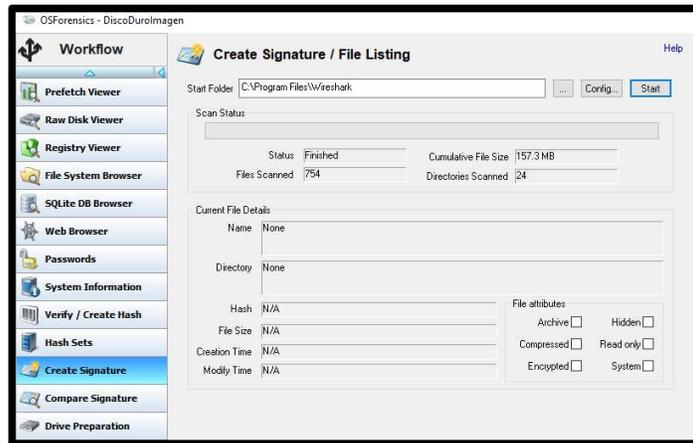 OSForensics - DiscoDuroImagen
Workflow
Prefetch Viewer
Raw Disk Viewer
Registry Viewer
File System Browser
SQLite DB Browser
Web Browser
Passwords
System Information
Verify / Create Hash
Hash Sets
Create Signature
Compare Signature
Drive Preparation
Create Signature / File Listing
Help
Start Folder C:\Program Files\Wireshark ... Config... Start
Scan Status
Status Finished Cumulative File Size 157.3 MB
Files Scanned 754 Directories Scanned 24
Current File Details
Name None
Directory None
Hash N/A
File Size N/A
Creation Time N/A
Modify Time N/A
File attributes
Archive Hidden
Compressed Read only
Encrypted System